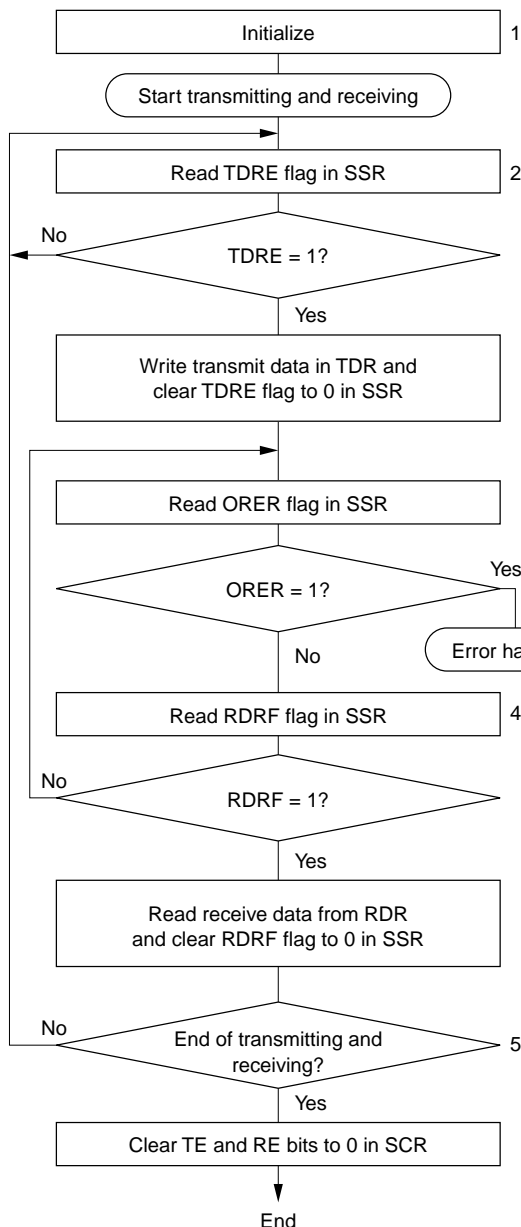 Initialize
1
Start transmitting and receiving
Read TDRE flag in SSR
2
No
TDRE = 1?
Yes
Write transmit data in TDR and
clear TDRE flag to 0 in SSR
Read ORER flag in SSR
Yes
ORER = 1?
Error ha
No
Read RDRF flag in SSR
4
No
RDRF = 1?
Yes
Read receive data from RDR
and clear RDRF flag to 0 in SSR
No
End of transmitting and
receiving?
5
Yes
Clear TE and RE bits to 0 in SCR
End